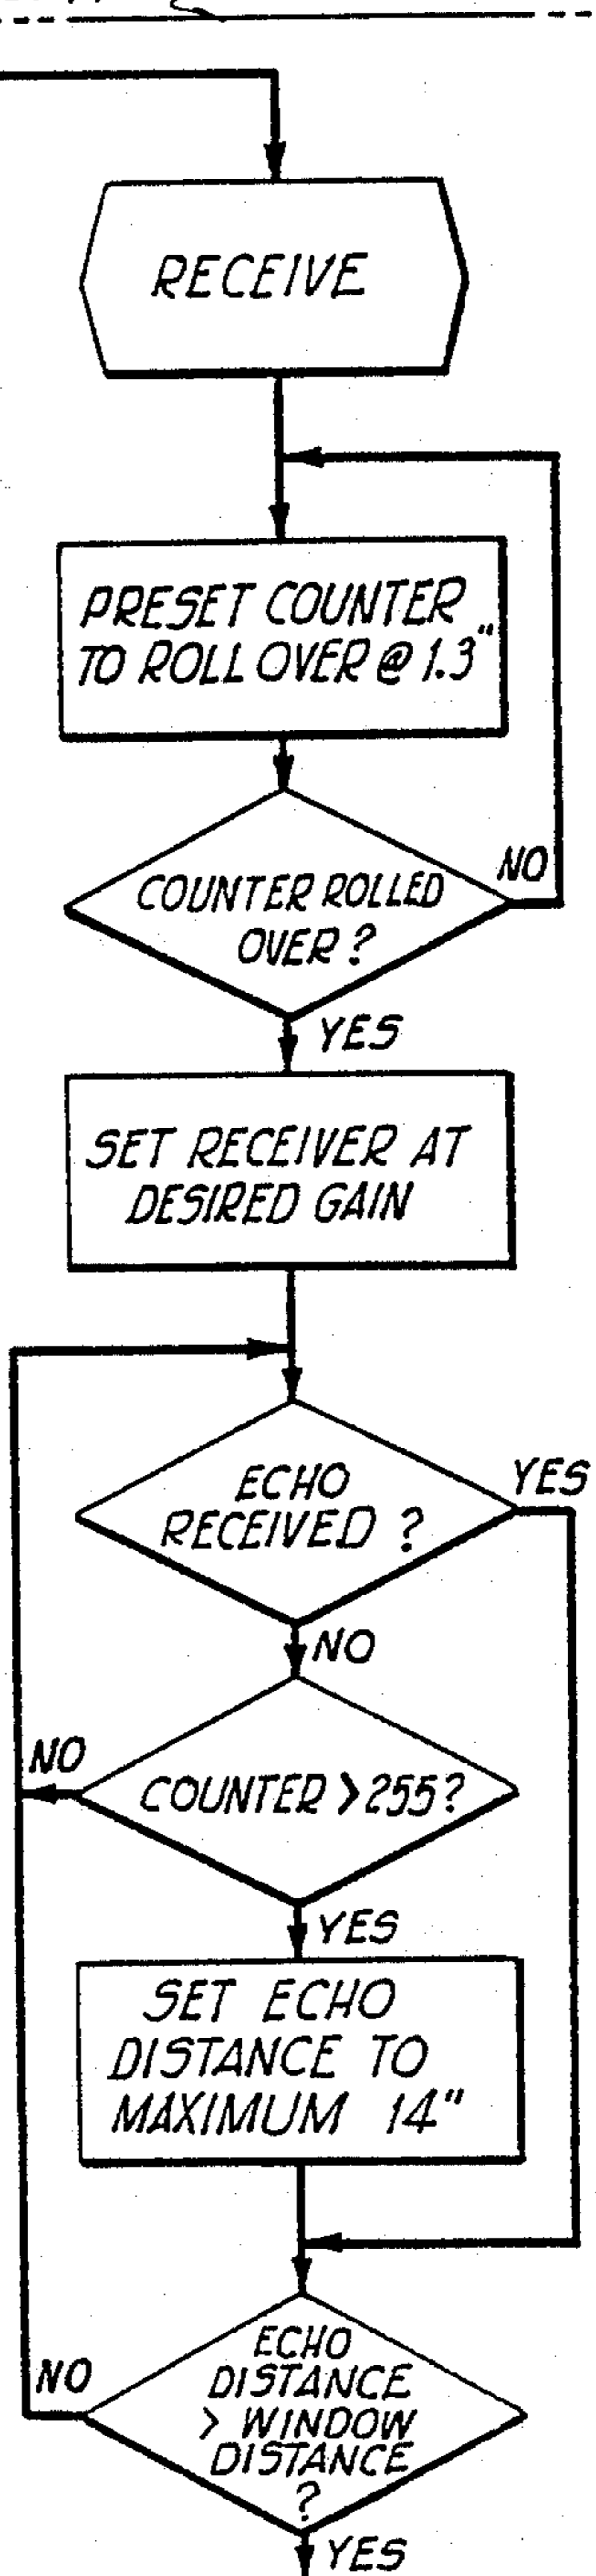 RECEIVE
PRESET COUNTER
TO ROLL OVER @ 1.3"
COUNTER ROLLED
OVER ?
NO
YES
SET RECEIVER AT
DESIRED GAIN
ECHO
RECEIVED ?
YES
NO
COUNTER >255?
NO
YES
SET ECHO
DISTANCE TO
MAXIMUM 14"
ECHO
DISTANCE
> WINDOW
DISTANCE
?
NO
YES